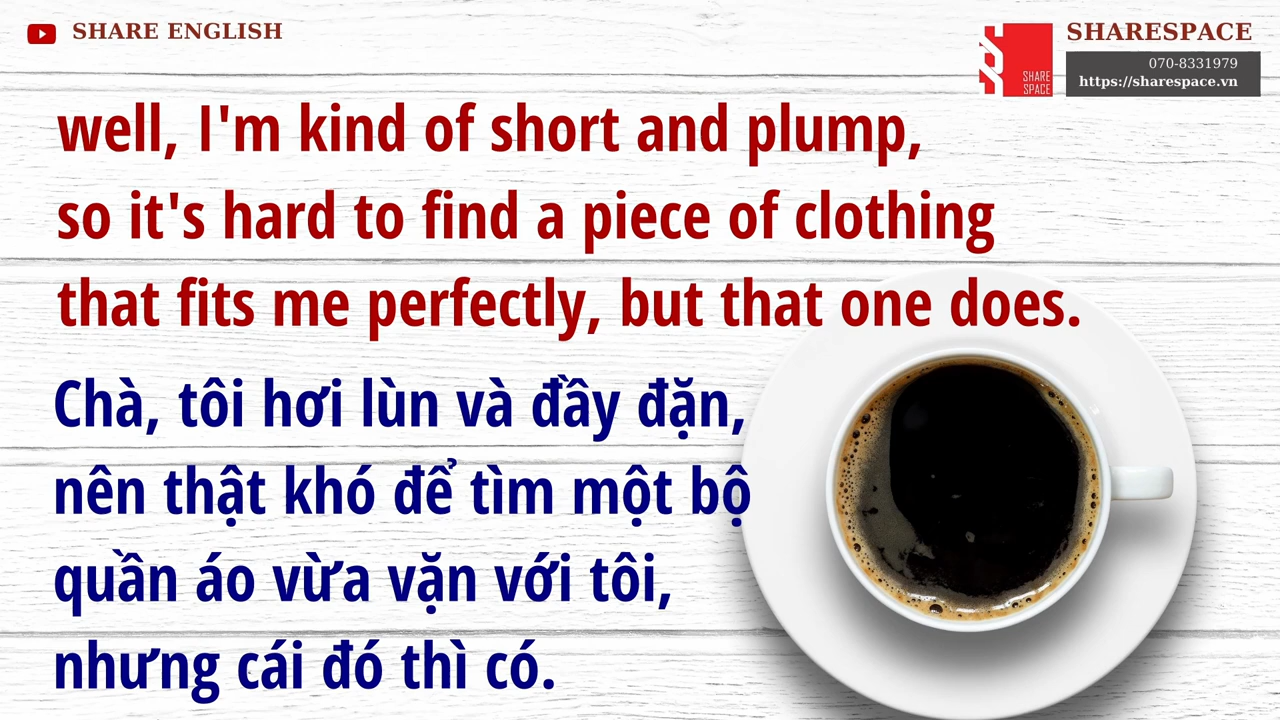 SHARE ENGLISH
SHARESPACE
070-8331979
https://sharespace.vn
SHARE
SPACE
well, I'm kind of short and plump,
so it's hard to find a piece of clothing
that fits me perfectly, but that one does.
Chà, tôi hơi lùn và đầy đặn,
nên thật khó để tìm một bộ
quần áo vừa vặn với tôi,
nhưng cái đó thì có.